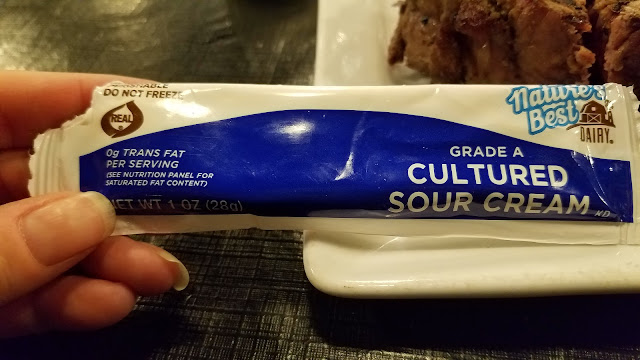 DO NOT FREEZE
REAL
0g TRANS FAT
PER SERVING
(SEE NUTRITION PANEL FOR
SATURATED FAT CONTENT)
NET WT 1 OZ (28g)
Nature's
Best
DAIRY
GRADE A
CULTURED
SOUR CREAM
KD